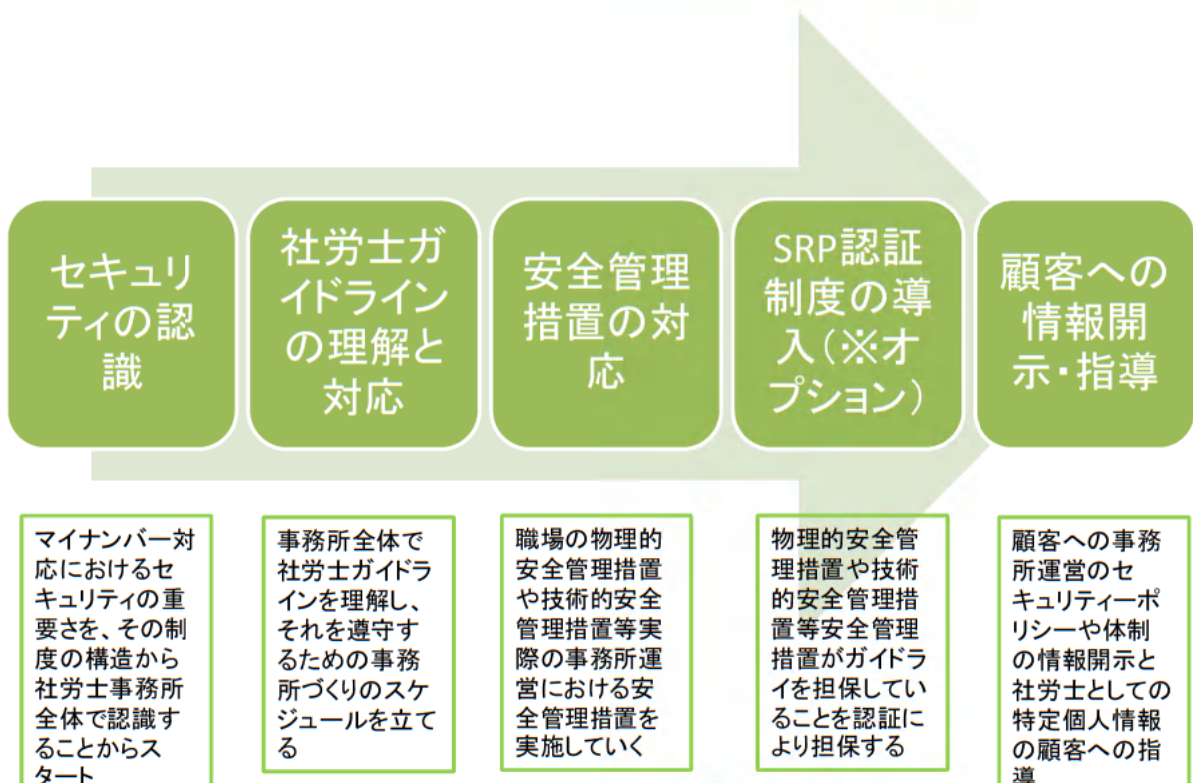 セキュリ
ティの認
識
社労士ガ
イドライン
の理解と
対応
安全管理
措置の対
応
SRP認証
制度の導
入(※オ
プション)
顧客への
情報開
示・指導
マイナンバー対
応におけるセ
キュリティの重
要さを、その制
度の構造から
社労士事務所
全体で認識す
ることからス
タート
事務所全体で
社労士ガイドラ
インを理解し、
それを遵守す
るための事務
所づくりのスケ
ジュールを立て
る
職場の物理的
安全管理措置
や技術的安全
管理措置等実
際の事務所運
営における安
全管理措置を
実施していく
物理的安全管
理措置や技術
的安全管理措
置等安全管理
措置がガイドラ
イを担保してい
ることを認証に
より担保する
顧客への事務
所運営のセ
キュリティーポ
リシーや体制
の情報開示と
社労士としての
特定個人情報
の顧客への指
導